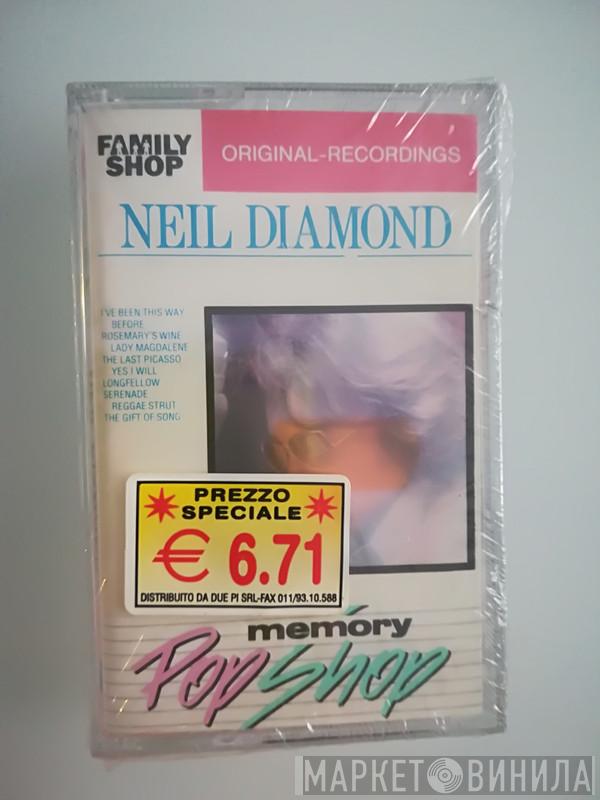 FAMILY
SHOP
ORIGINAL-RECORDINGS
NEIL DIAMOND
I'VE BEEN THIS WAY
BEFORE
ROSEMARY'S WINE
LADY MAGDALENE
THE LAST PICASSO
YES I WILL
LONGFELLOW
SERENADE
REGGAE STRUT
THE GIFT OF SONG
PREZZO
SPECIALE
€ 6.71
DISTRIBUITO DA DUE PI SRL-FAX 011/93.10.588
memory
Pop Shop
МАРКЕТ ВИНИЛА